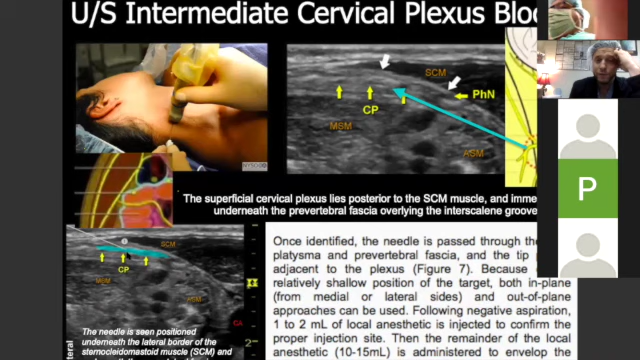 U/S Intermediate Cervical Plexus Bloc
SCM
PhN
CP
MSM
ASM
NYSORA
The superficial cervical plexus lies posterior to the SCM muscle, and imme
underneath the prevertebral fascia overlying the interscalene groove
SCM
CP
MSM
ASM
CA
2
lateral
The needle is seen positioned
underneath the lateral border of the
sternocleidomastoid muscle (SCM) and
Once identified, the needle is passed through the
platysma and prevertebral fascia, and the tip p
adjacent to the plexus (Figure 7). Because
relatively shallow position of the target, both in-plane
(from medial or lateral sides) and out-of-plane
approaches can be used. Following negative aspiration,
1 to 2 mL of local anesthetic is injected to confirm the
proper injection site. Then the remainder of the local
anesthetic (10-15mL) is administered to envelop
P